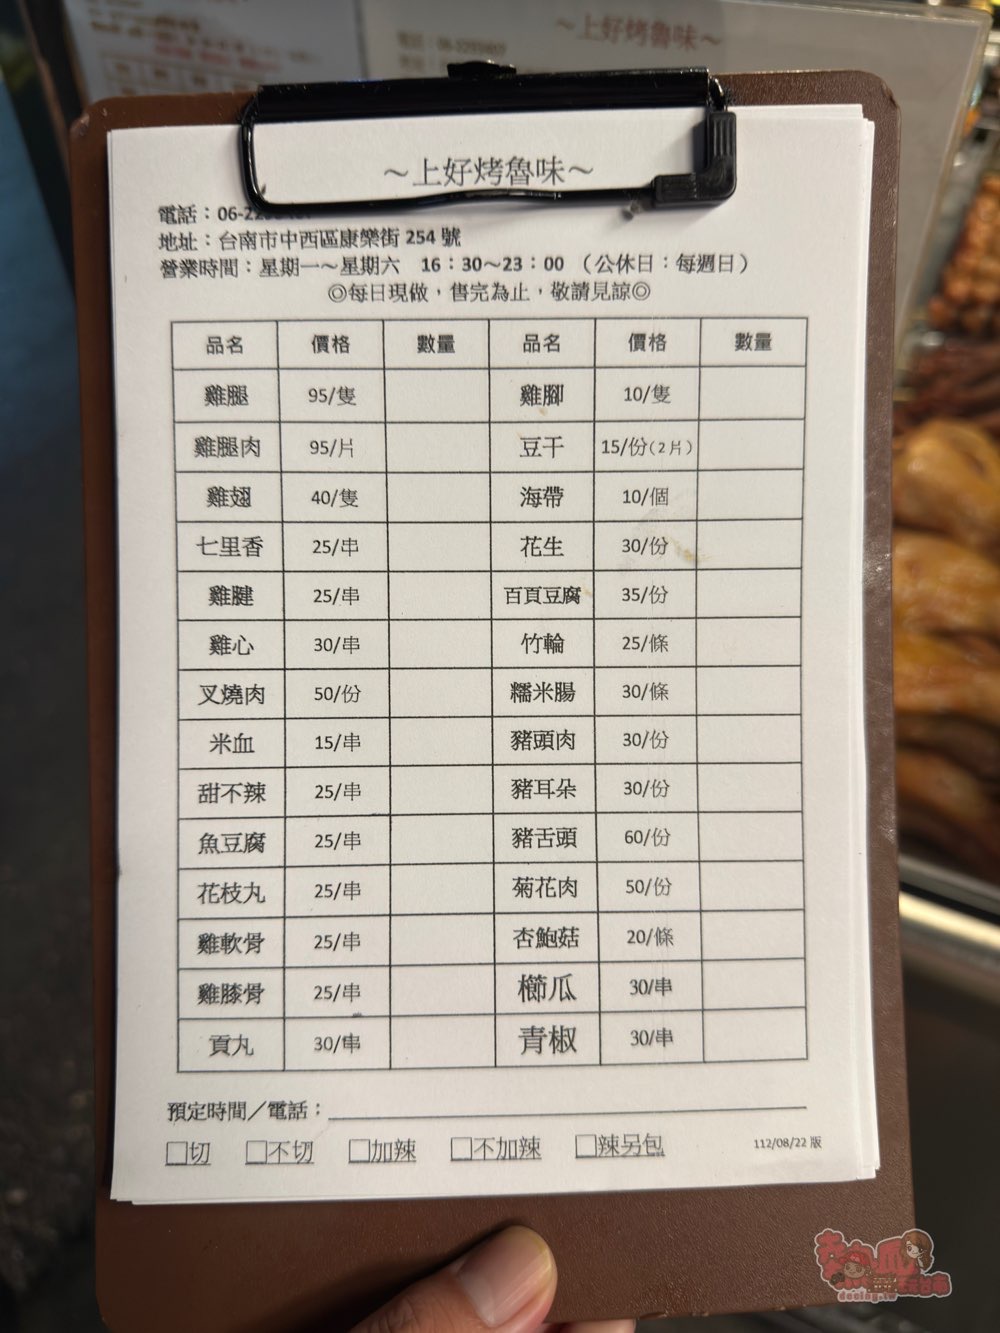 ～上好烤魯味～
～上好烤魯味～
電話：06-2293
地址：台南市中西區康樂街 254 號
營業時間：星期一～星期六 16：30～23：00 （公休日：每週日）
◎每日現做，售完為止，敬請見諒◎
品名 價格 數量 品名 價格 數量
雞腿 95/隻 雞腳 10/隻
雞腿肉 95/片 豆干 15/份(2片)
雞翅 40/隻 海帶 10/個
七里香 25/串 花生 30/份
雞腱 25/串 百頁豆腐 35/份
雞心 30/串 竹輪 25/條
叉燒肉 50/份 糯米腸 30/條
米血 15/串 豬頭肉 30/份
甜不辣 25/串 豬耳朵 30/份
魚豆腐 25/串 豬舌頭 60/份
花枝丸 25/串 菊花肉 50/份
雞軟骨 25/串 杏鮑菇 20/條
雞膝骨 25/串 櫛瓜 30/串
貢丸 30/串 青椒 30/串
預定時間／電話：
□切 □不切 □加辣 □不加辣 □辣另包
112/08/22 版
deeing.tw